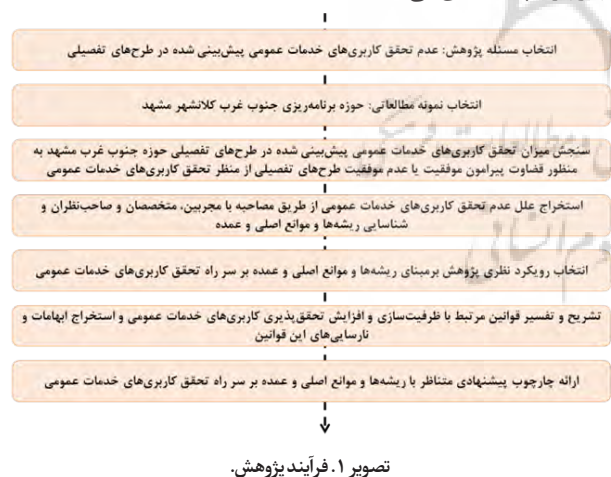 انتخاب مسئله پژوهش: عدم تحقق کاربری‌های خدمات عمومی پیش‌بینی شده در طرح‌های تفصیلی
انتخاب نمونه مطالعاتی: حوزه برنامه‌ریزی جنوب غرب کلانشهر مشهد
سنجش میزان تحقق کاربری‌های خدمات عمومی پیش‌بینی شده در طرح‌های تفصیلی حوزه جنوب غرب مشهد به
منظور قضاوت پیرامون موفقیت یا عدم موفقیت طرح‌های تفصیلی از منظر تحقق کاربری‌های خدمات عمومی
استخراج علل عدم تحقق کاربری‌های خدمات عمومی از طریق مصاحبه با مجربین، متخصصان و صاحب‌نظران و
شناسایی ریشه‌ها و موانع اصلی و عمده
انتخاب رویکرد نظری پژوهش برمبنای ریشه‌ها و موانع اصلی و عمده بر سر راه تحقق کاربری‌های خدمات عمومی
تشریح و تفسیر قوانین مرتبط با ظرفیت‌سازی و افزایش تحقق‌پذیری کاربری‌های خدمات عمومی و استخراج ابهامات و
نارسایی‌های این قوانین
ارائه چارچوب پیشنهادی متناظر با ریشه‌ها و موانع اصلی و عمده بر سر راه تحقق کاربری‌های خدمات عمومی
تصویر ۱. فرآیند پژوهش.